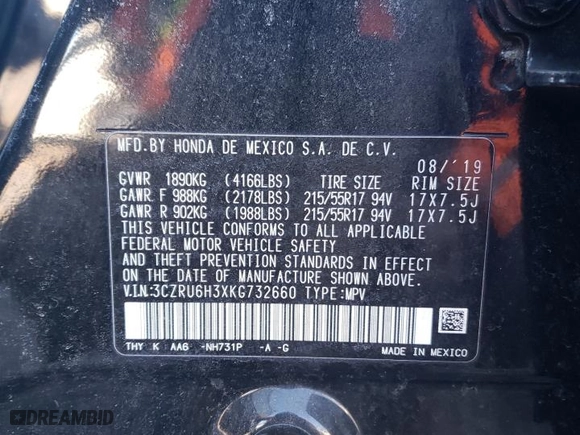 MFD.BY HONDA DE MEXICO S.A. DE C.V.
08/'19
GVWR 1890KG (4166LBS) TIRE SIZE RIM SIZE
GAWR F 988KG (2178LBS) 215/55R17 94V 17X7.5J
GAWR R 902KG (1988LBS) 215/55R17 94V 17X7.5J
THIS VEHICLE CONFORMS TO ALL APPLICABLE
FEDERAL MOTOR VEHICLE SAFETY
AND THEFT PREVENTION STANDARDS IN EFFECT
ON THE DATE OF MANUFACTURE SHOWN ABOVE.
V.I.N.:3CZRU6H3XKG732660 TYPE:MPV
THY K AA6 -NH731P -A -G
MADE IN MEXICO
DREAMBID